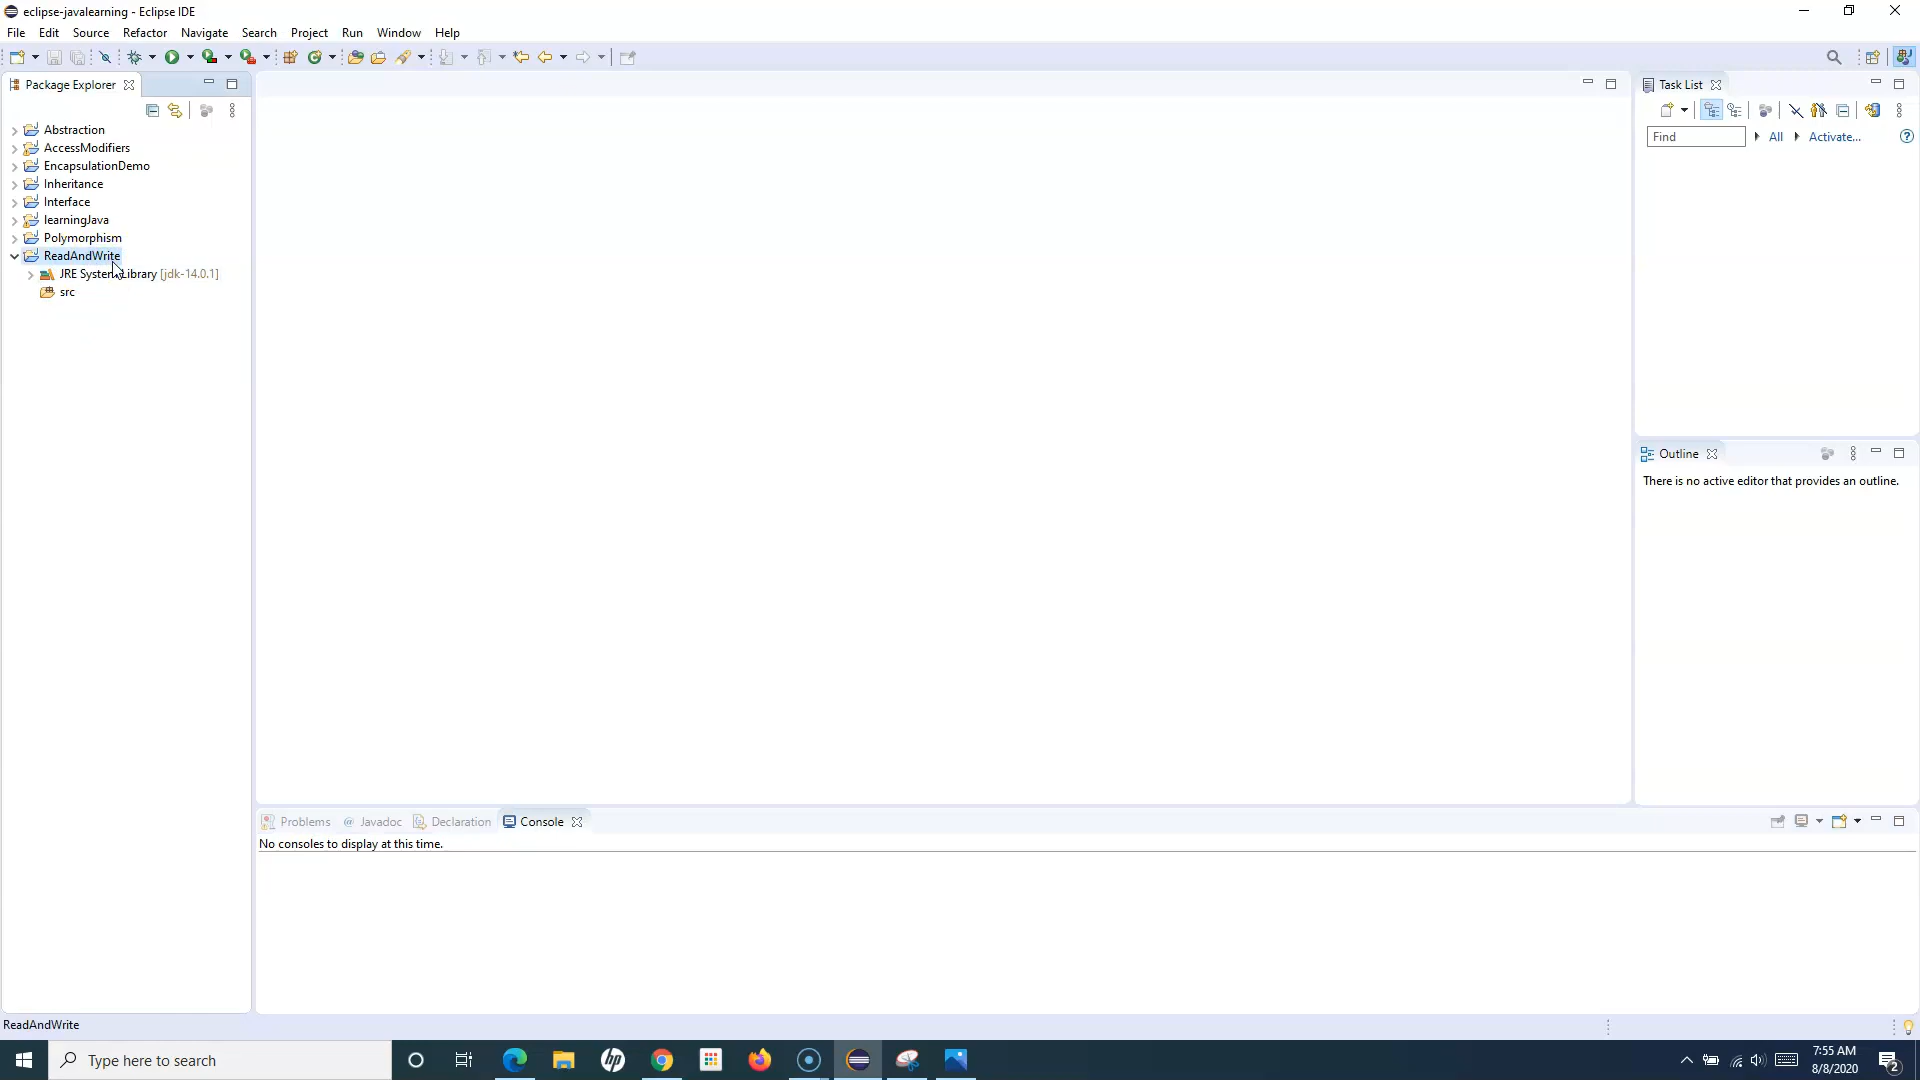 eclipse-javalearning - Eclipse IDE
File Edit Source Refactor Navigate Search Project Run Window Help
Package Explorer
Task List
Abstraction
AccessModifiers
EncapsulationDemo
Inheritance
Interface
learningJava
Polymorphism
ReadAndWrite
JRE System Library [jdk-14.0.1]
src
Find All Activate...
Outline
There is no active editor that provides an outline.
Problems @ Javadoc Declaration Console
No consoles to display at this time.
ReadAndWrite
Type here to search
hp
7:55 AM
8/8/2020
2